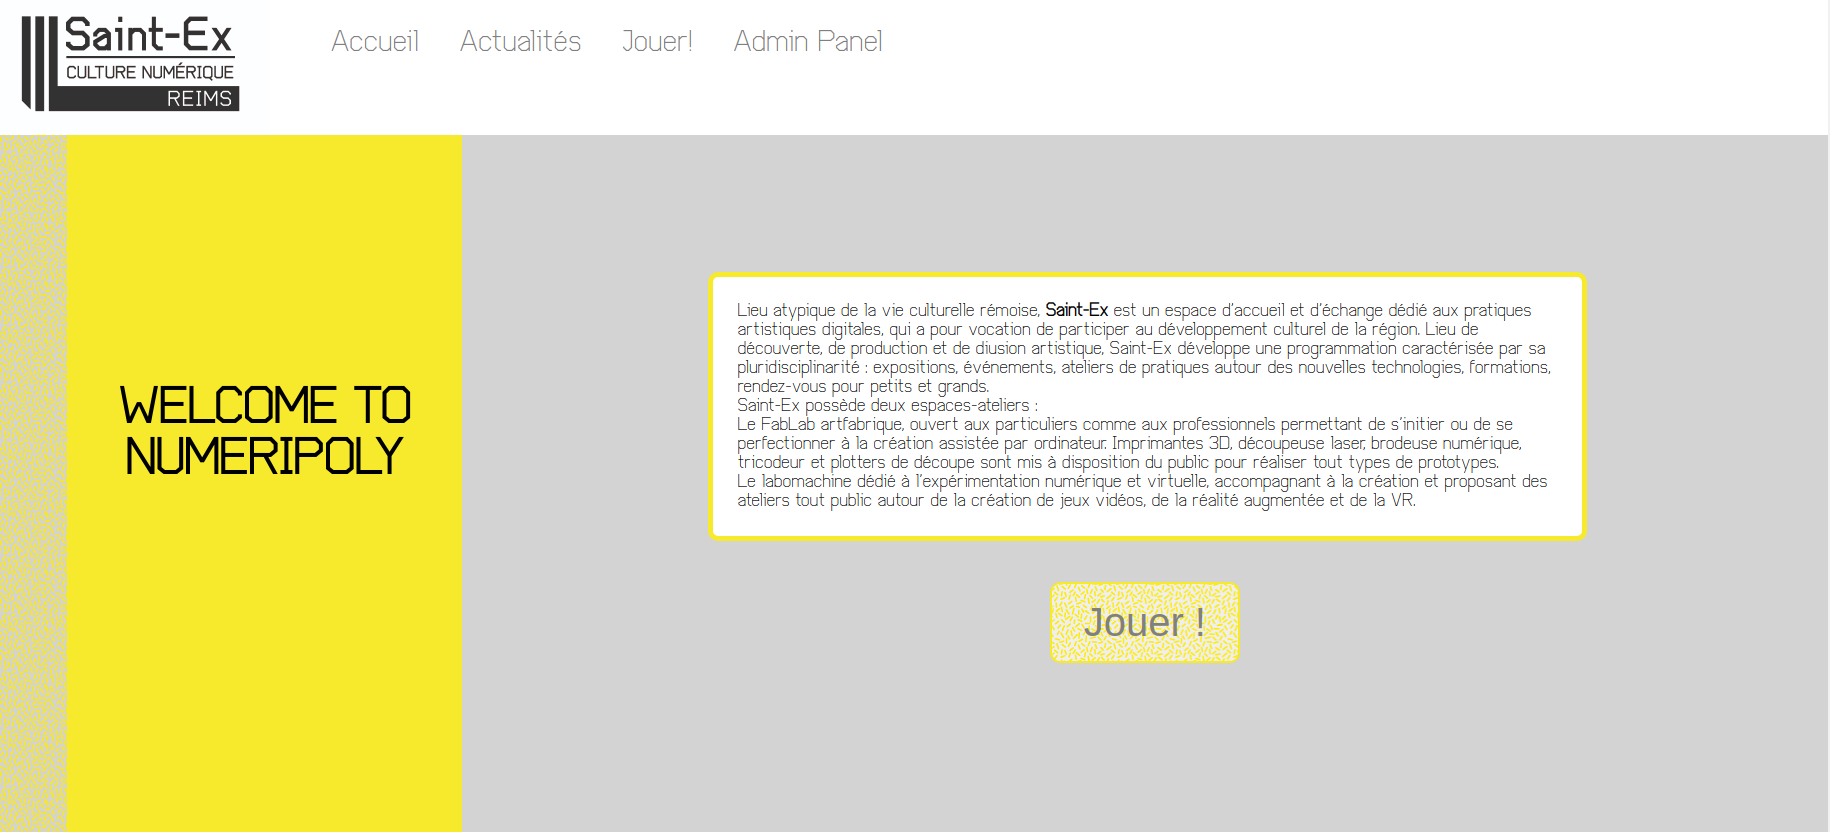 Saint-Ex
CULTURE NUMÉRIQUE
REIMS
Accueil Actualités Jouer! Admin Panel
WELCOME TO
NUMERIPOLY
Lieu atypique de la vie culturelle rémoise, Saint-Ex est un espace d'accueil et d'échange dédié aux pratiques
artistiques digitales, qui a pour vocation de participer au développement culturel de la région. Lieu de
découverte, de production et de diusion artistique, Saint-Ex développe une programmation caractérisée par sa
pluridisciplinarité : expositions, événements, ateliers de pratiques autour des nouvelles technologies, formations,
rendez-vous pour petits et grands.
Saint-Ex possède deux espaces-ateliers :
Le FabLab artfabrique, ouvert aux particuliers comme aux professionnels permettant de s'initier ou de se
perfectionner à la création assistée par ordinateur. Imprimantes 3D, découpeuse laser, brodeuse numérique,
tricodeur et plotters de découpe sont mis à disposition du public pour réaliser tout types de prototypes.
Le labomachine dédié à l'expérimentation numérique et virtuelle, accompagnant à la création et proposant des
ateliers tout public autour de la création de jeux vidéos, de la réalité augmentée et de la VR.
Jouer !